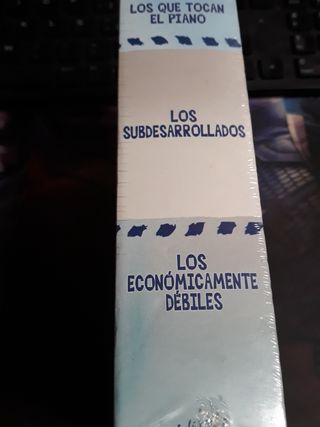 LOS QUE TOCAN
EL PIANO
LOS
SUBDESARROLLADOS
LOS
ECONÓMICAMENTE
DÉBILES